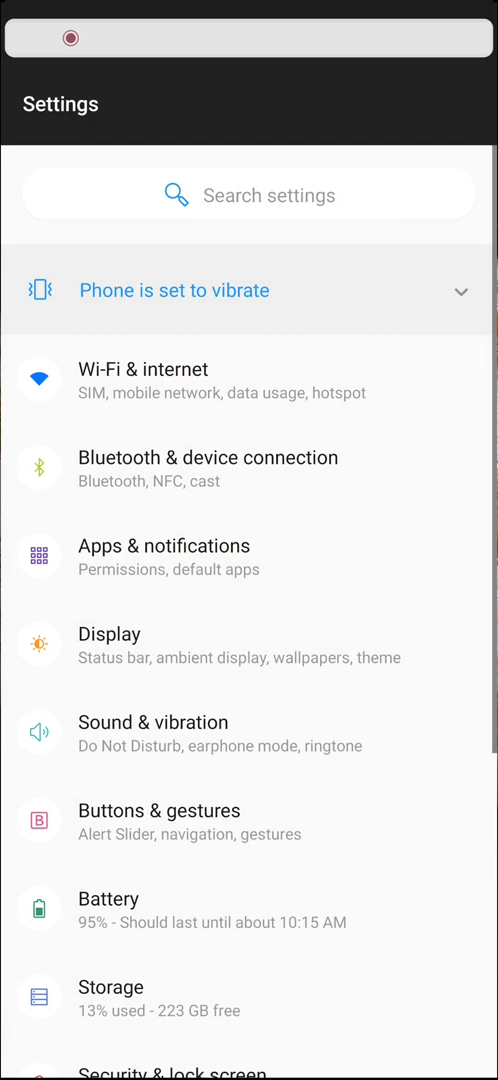 Settings
Search settings
Phone is set to vibrate
Wi-Fi & internet
SIM, mobile network, data usage, hotspot
Bluetooth & device connection
Bluetooth, NFC, cast
Apps & notifications
Permissions, default apps
Display
Status bar, ambient display, wallpapers, theme
Sound & vibration
Do Not Disturb, earphone mode, ringtone
Buttons & gestures
B
Alert Slider, navigation, gestures
Battery
95% - Should last until about 10:15 AM
Storage
13% used - 223 GB free
Security & lock screen